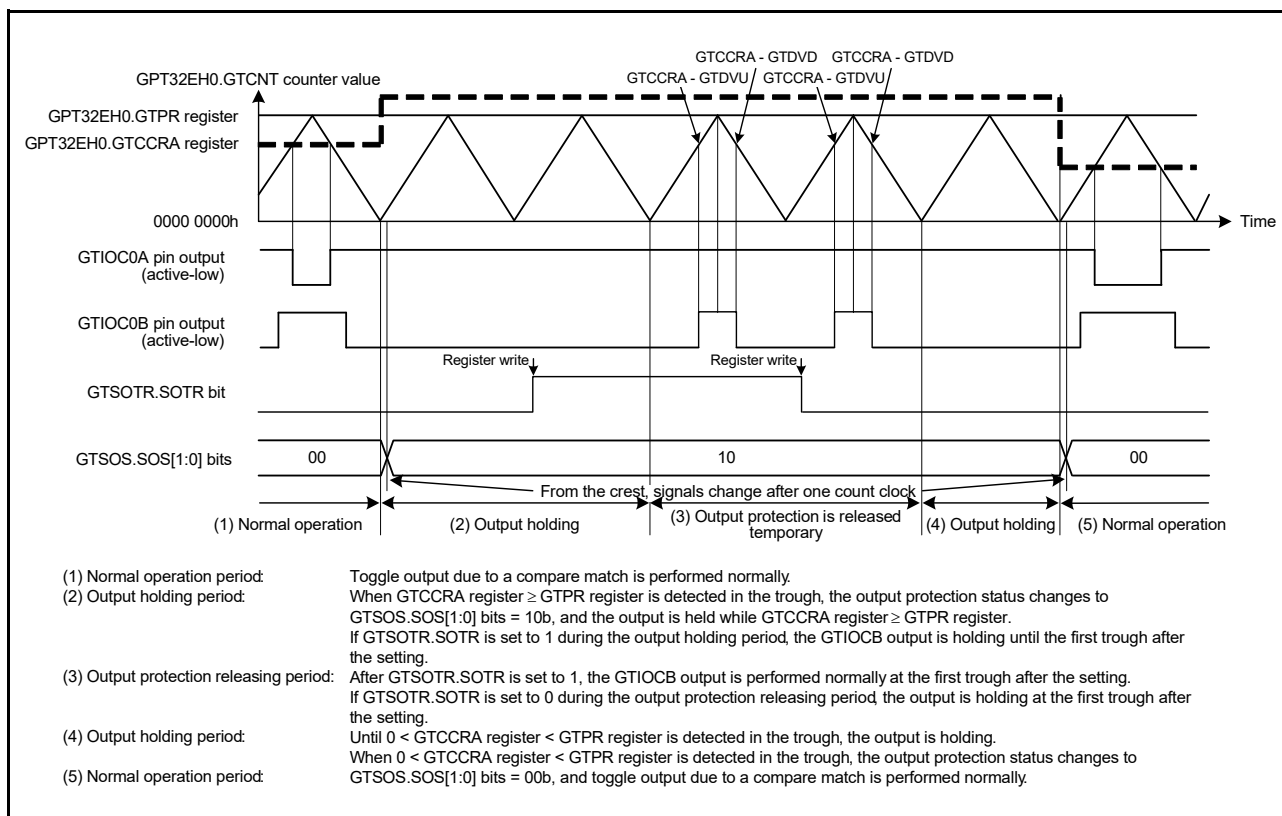 GTCCRA - GTDVD GTCCRA - GTDVD
GPT32EH0.GTCNT counter value
GTCCRA - GTDVU GTCCRA - GTDVU
GPT32EH0.GTPR register
GPT32EH0.GTCCRA register
0000 0000h
Time
GTIOC0A pin output
(active-low)
GTIOC0B pin output
(active-low)
Register write
Register write
GTSOTR.SOTR bit
GTSOS.SOS[1:0] bits
00
10
00
From the crest, signals change after one count clock
(1) Normal operation
(2) Output holding
(3) Output protection is released
temporary
(4) Output holding
(5) Normal operation
(1) Normal operation period: Toggle output due to a compare match is performed normally.
(2) Output holding period: When GTCCRA register ≥ GTPR register is detected in the trough, the output protection status changes to
GTSOS.SOS[1:0] bits = 10b, and the output is held while GTCCRA register ≥ GTPR register.
If GTSOTR.SOTR is set to 1 during the output holding period, the GTIOCB output is holding until the first trough after
the setting.
(3) Output protection releasing period: After GTSOTR.SOTR is set to 1, the GTIOCB output is performed normally at the first trough after the setting.
If GTSOTR.SOTR is set to 0 during the output protection releasing period, the output is holding at the first trough after
the setting.
(4) Output holding period: Until 0 < GTCCRA register < GTPR register is detected in the trough, the output is holding.
When 0 < GTCCRA register < GTPR register is detected in the trough, the output protection status changes to
(5) Normal operation period: GTSOS.SOS[1:0] bits = 00b, and toggle output due to a compare match is performed normally.